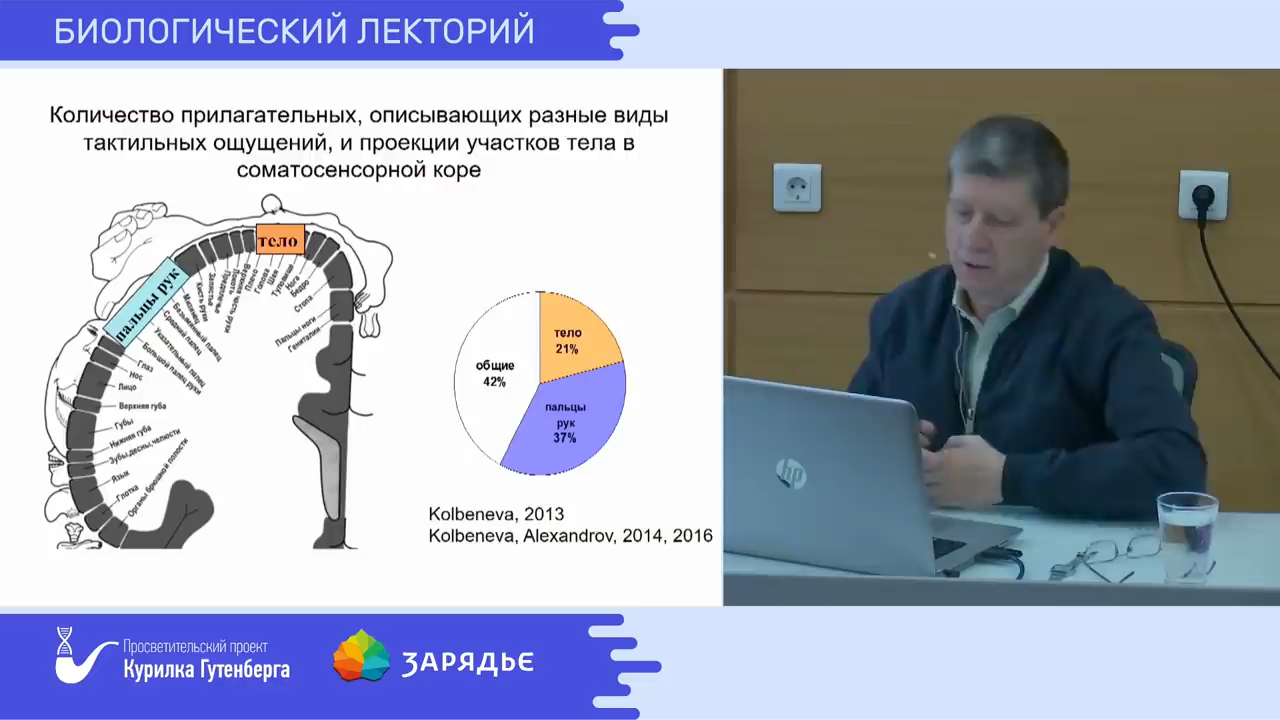 БИОЛОГИЧЕСКИЙ ЛЕКТОРИЙ
Количество прилагательных, описывающих разные виды
тактильных ощущений, и проекции участков тела в
соматосенсорной коре
тело
пальцы рук
Кисть руки
Плечо
Голова
Шея
Туловище
Нога
Бедро
Стопа
Пальцы ноги
Гениталии
Мизинец
Безымянный палец
Средний палец
Указательный палец
Большой палец руки
Глаз
Нос
Лицо
Верхняя губа
Губы
Нижняя губа
Зубы, десны, челюсти
Язык
Глотка
Органы брюшной полости
тело
21%
общие
42%
пальцы
рук
37%
Kolbeneva, 2013
Kolbeneva, Alexandrov, 2014, 2016
hp
Просветительский проект
Курилка Гутенберга
ЗАРЯДЬЕ